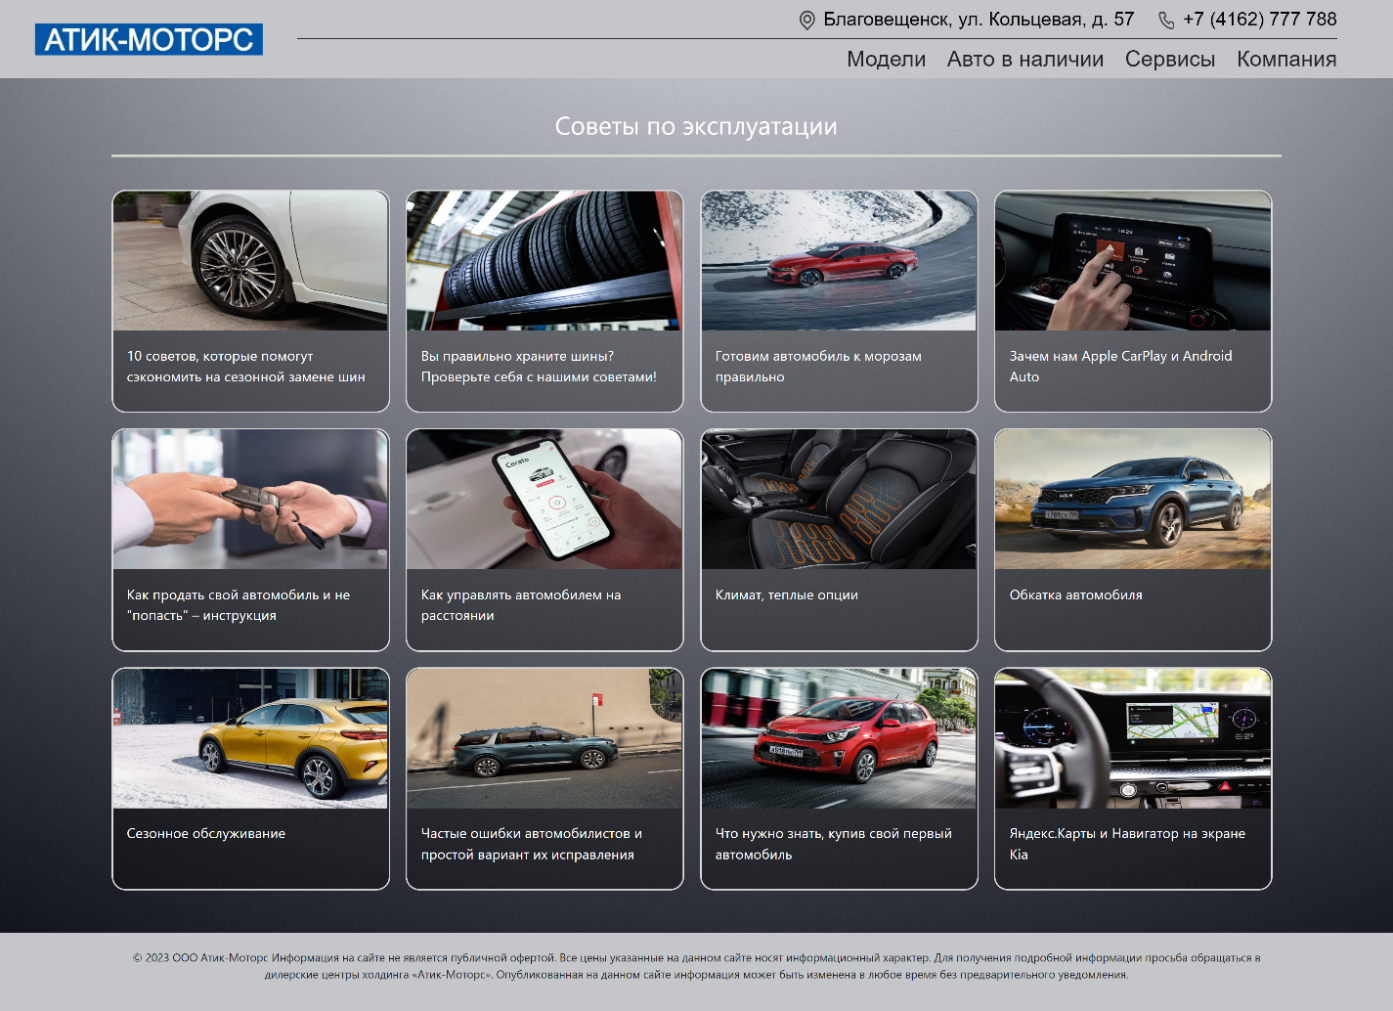 АТИК-МОТОРС
Благовещенск, ул. Кольцевая, д. 57
+7 (4162) 777 788
Модели
Авто в наличии
Сервисы
Компания
Советы по эксплуатации
10 советов, которые помогут
сэкономить на сезонной замене шин
Вы правильно храните шины?
Проверьте себя с нашими советами!
Готовим автомобиль к морозам
правильно
Зачем нам Apple CarPlay и Android
Auto
Cerato
Как продать свой автомобиль и не
"попасть" – инструкция
Как управлять автомобилем на
расстоянии
Климат, теплые опции
Обкатка автомобиля
Сезонное обслуживание
Частые ошибки автомобилистов и
простой вариант их исправления
Что нужно знать, купив свой первый
автомобиль
Яндекс.Карты и Навигатор на экране
Kia
© 2023 ООО Атик-Моторс Информация на сайте не является публичной офертой. Все цены указанные на данном сайте носят информационный характер. Для получения подробной информации просьба обращаться в
дилерские центры холдинга «Атик-Моторс». Опубликованная на данном сайте информация может быть изменена в любое время без предварительного уведомления.